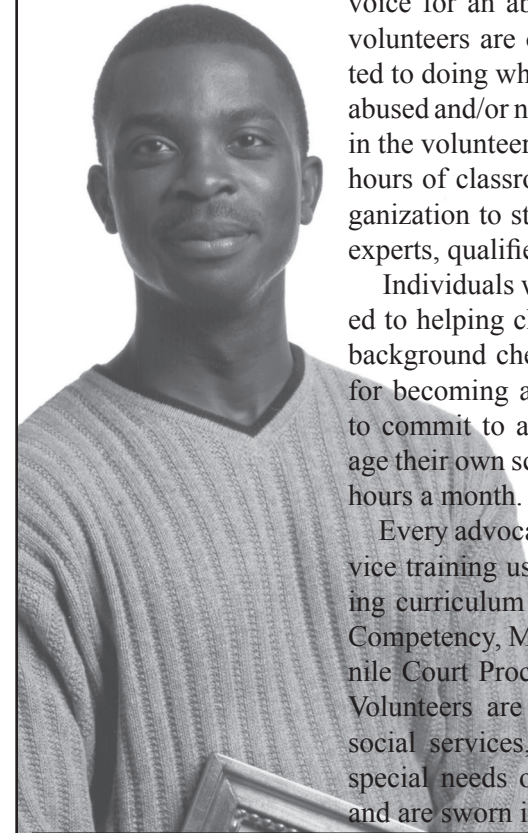 voice for an ab
volunteers are
ted to doing wh
abused and/or n
in the volunteer
hours of classro
ganization to st
experts, qualifie
Individuals w
ed to helping cl
background che
for becoming a
to commit to a
age their own sc
hours a month.
Every advoca
vice training us
ing curriculum
Competency, M
nile Court Proc
Volunteers are
social services,
special needs o
and are sworn i